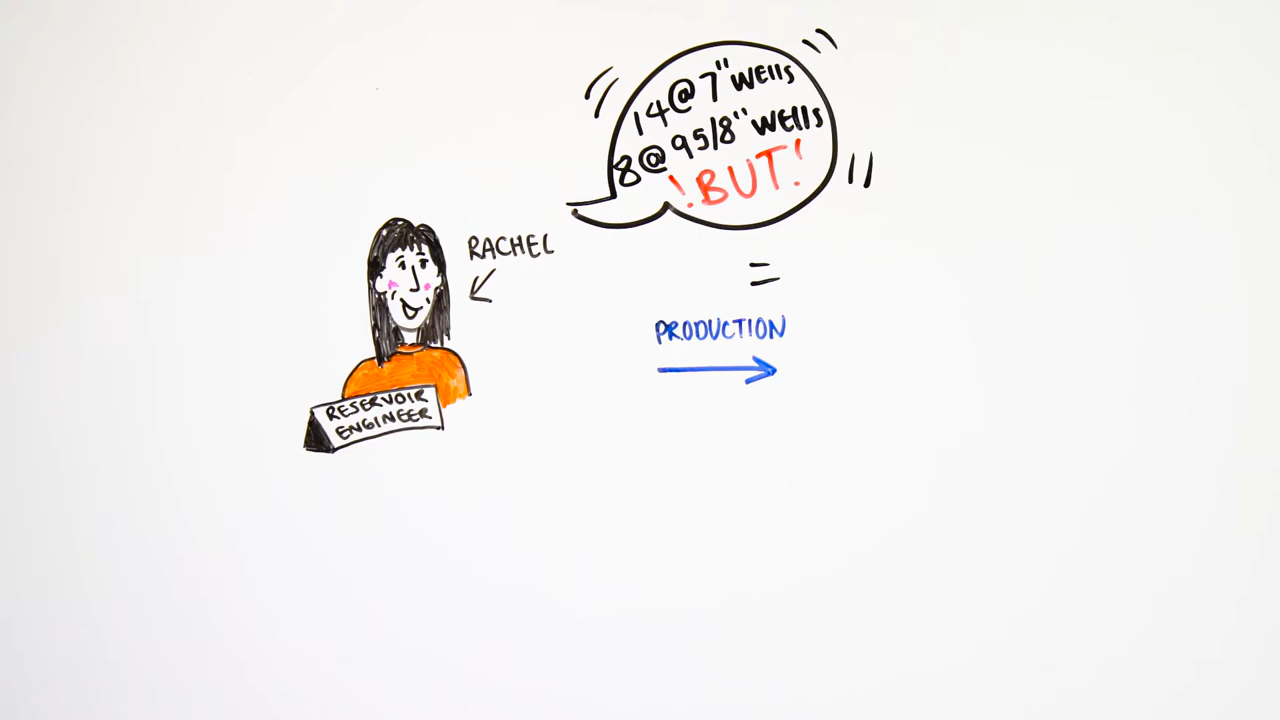 14@7" WELLS
8@95/8" WELLS
!BUT!
RACHEL
=
PRODUCTION
RESERVOIR
ENGINEER